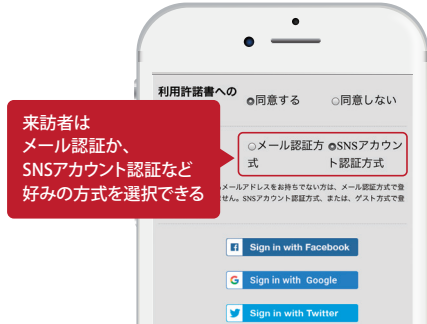 利用許諾書への
同意する
同意しない
来訪者は
メール認証か、
SNSアカウント認証など
好みの方式を選択できる
メール認証方
式
SNSアカウン
ト認証方式
メールアドレスをお持ちでない方は、メール認証方式で登
せん。SNSアカウント認証方式、または、ゲスト方式で登
Sign in with Facebook
Sign in with Google
Sign in with Twitter